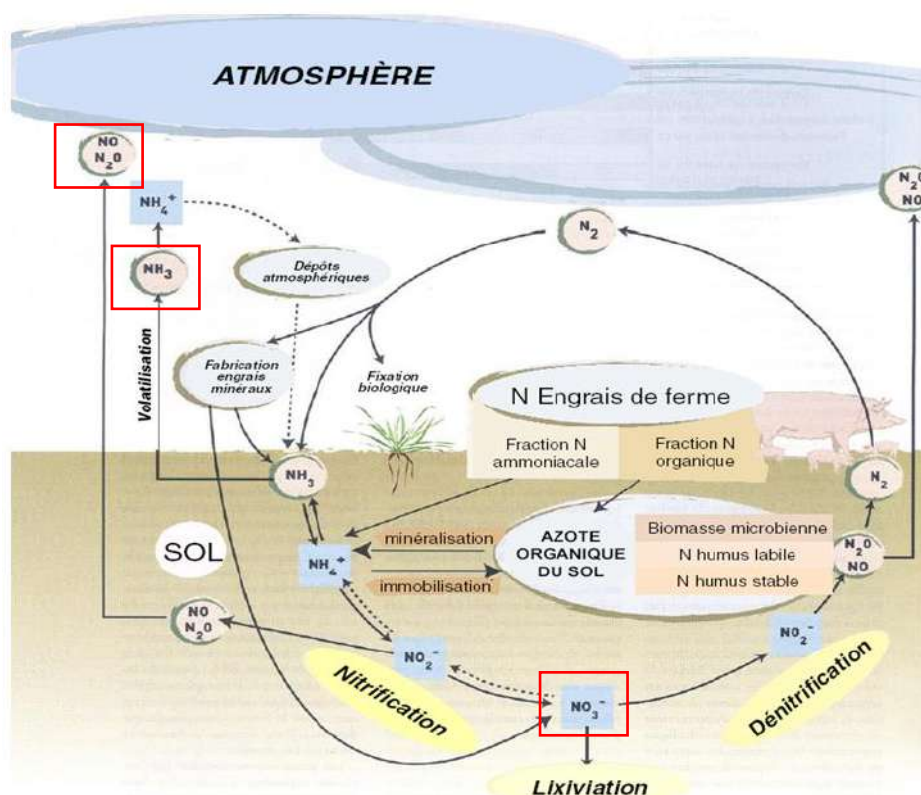 ATMOSPHÈRE
NO
N₂O
NH₄⁺
N₂O
NO
N₂
NH₃
Dépôts
atmosphériques
Volatilisation
Fabrication
engrais
minéraux
Fixation
biologique
N Engrais de ferme
Fraction N
ammoniacale
Fraction N
organique
NH₃
N₂
SOL
minéralisation
immobilisation
AZOTE
ORGANIQUE
DU SOL
Biomasse microbienne
N humus labile
N humus stable
N₂O
NO
NH₄⁺
NO
N₂O
NO₂⁻
NO₂⁻
Nitrification
NO₃⁻
Dénitrification
Lixiviation